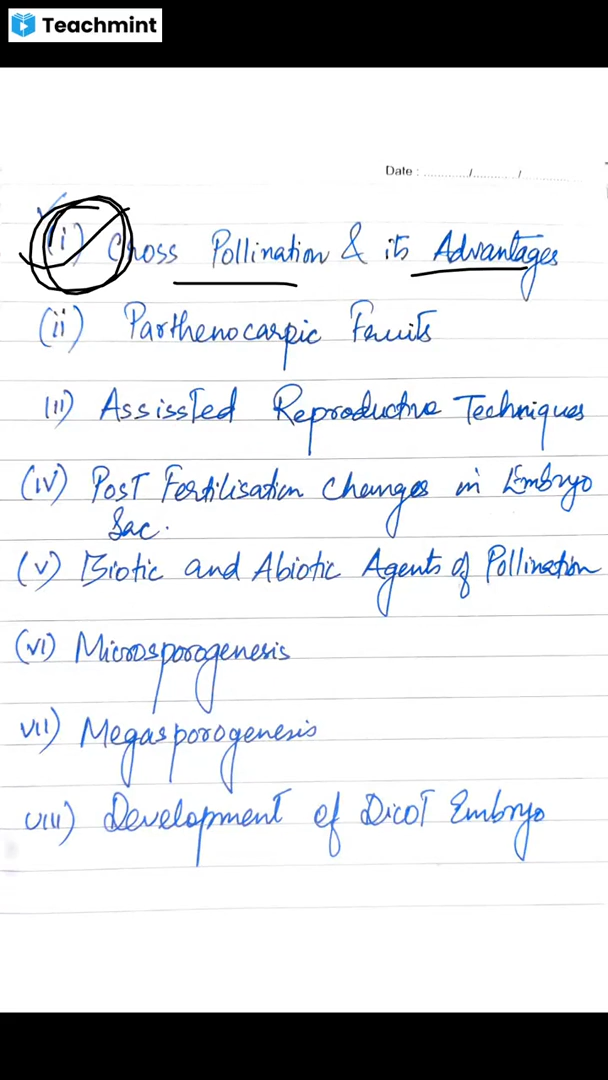 Teachmint
Date : ............/............ /............
(i) Cross Pollination & its Advantages
(ii) Parthenocarpic Fruits
(III) Assissted Reproductive Techniques
(IV) Post Fertilisation Changes in Embryo
Sac.
(V) Biotic and Abiotic Agents of Pollination
(VI) Microsporogenesis
VII) Megasporogenesis
VIII) Development of Dicot Embryo